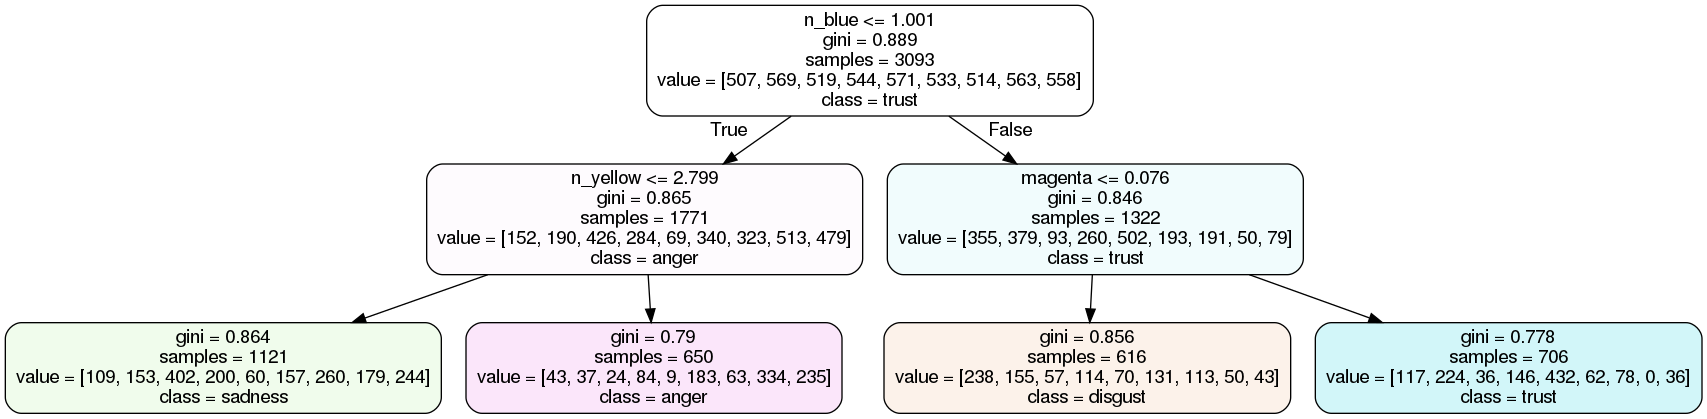 n_blue <= 1.001
gini = 0.889
samples = 3093
value = [507, 569, 519, 544, 571, 533, 514, 563, 558]
class = trust
True
False
n_yellow <= 2.799
gini = 0.865
samples = 1771
value = [152, 190, 426, 284, 69, 340, 323, 513, 479]
class = anger
magenta <= 0.076
gini = 0.846
samples = 1322
value = [355, 379, 93, 260, 502, 193, 191, 50, 79]
class = trust
gini = 0.864
samples = 1121
value = [109, 153, 402, 200, 60, 157, 260, 179, 244]
class = sadness
gini = 0.79
samples = 650
value = [43, 37, 24, 84, 9, 183, 63, 334, 235]
class = anger
gini = 0.856
samples = 616
value = [238, 155, 57, 114, 70, 131, 113, 50, 43]
class = disgust
gini = 0.778
samples = 706
value = [117, 224, 36, 146, 432, 62, 78, 0, 36]
class = trust